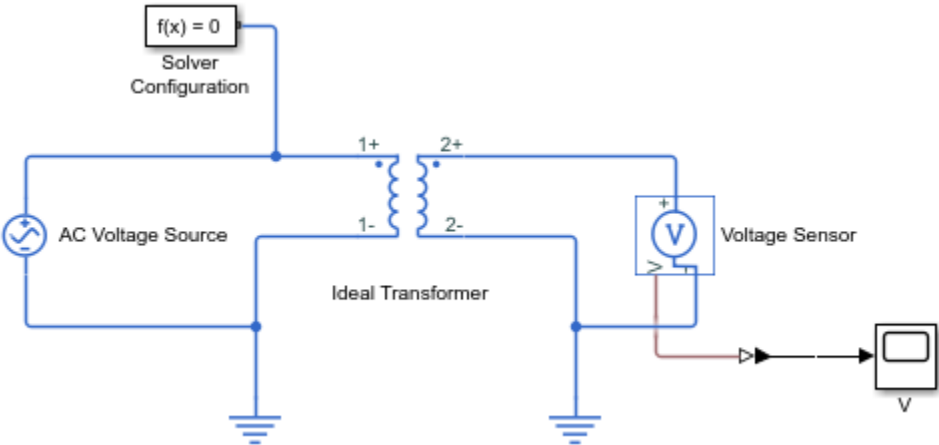 f(x) = 0
Solver
Configuration
1+
2+
AC Voltage Source
1-
2-
+
V
V
-
Voltage Sensor
Ideal Transformer
V